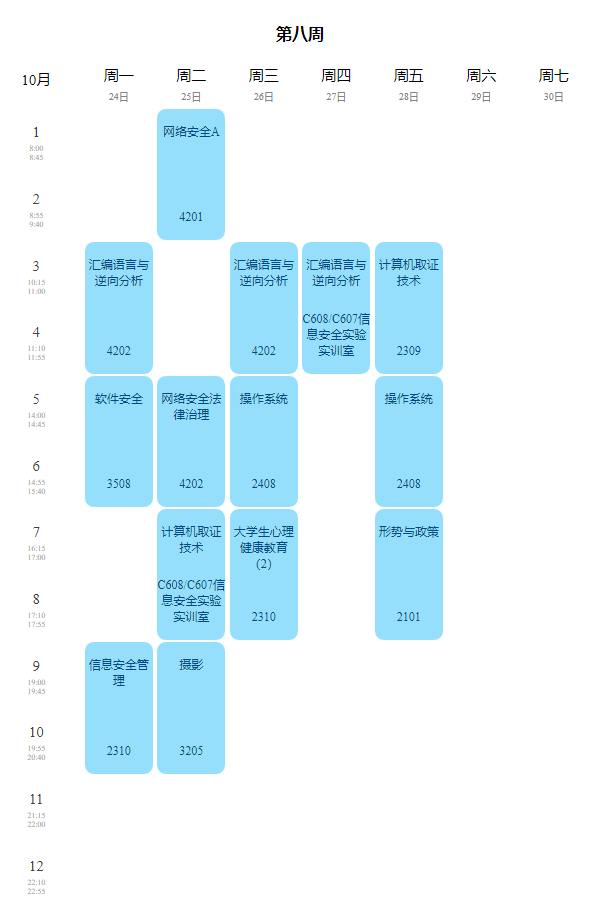 第八周
10月
周一
周二
周三
周四
周五
周六
周七
24日
25日
26日
27日
28日
29日
30日
1
8:00
8:45
网络安全A
4201
2
8:55
9:40
3
10:15
11:00
汇编语言与
逆向分析
4202
汇编语言与
逆向分析
4202
汇编语言与
逆向分析
C608/C607信
息安全实验
实训室
计算机取证
技术
2309
4
11:10
11:55
5
14:00
14:45
软件安全
3508
网络安全法
律治理
4202
操作系统
2408
操作系统
2408
6
14:55
15:40
7
16:15
17:00
计算机取证
技术
C608/C607信
息安全实验
实训室
大学生心理
健康教育
(2)
2310
形势与政策
2101
8
17:10
17:55
9
19:00
19:45
信息安全管
理
2310
摄影
3205
10
19:55
20:40
11
21:15
22:00
12
22:10
22:55